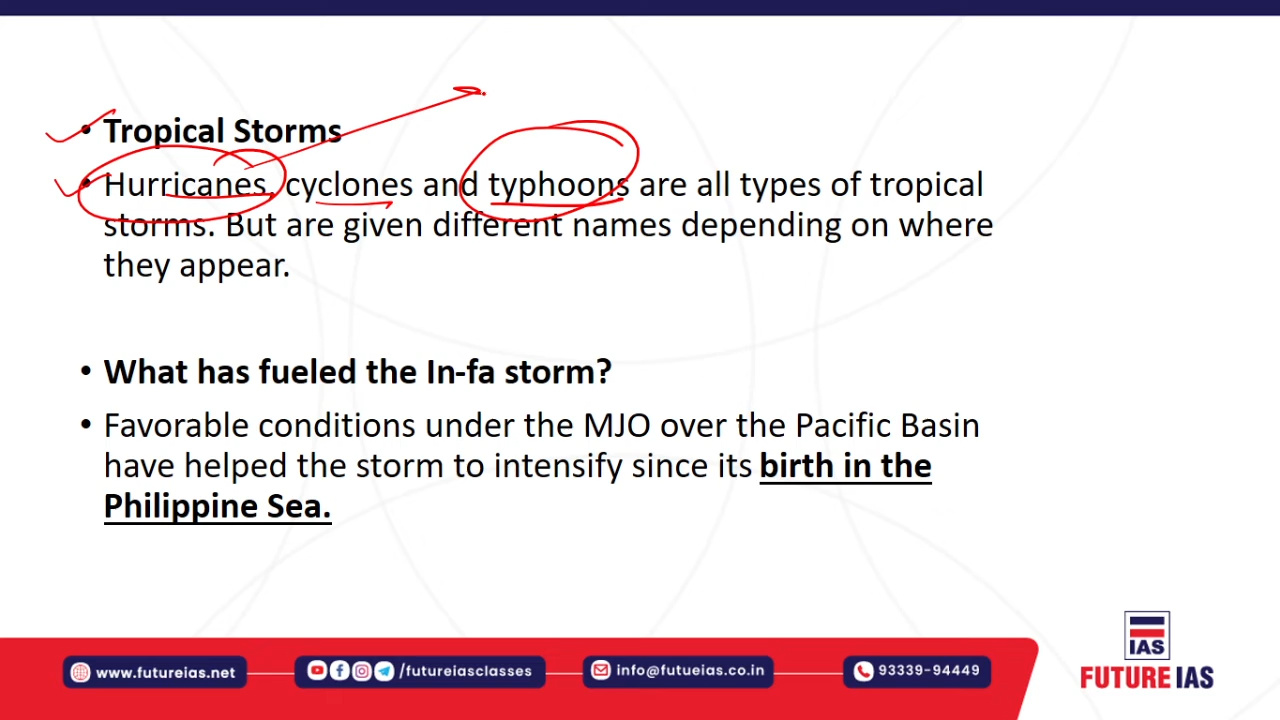 • Tropical Storms
• Hurricanes, cyclones and typhoons are all types of tropical
storms. But are given different names depending on where
they appear.
• What has fueled the In-fa storm?
• Favorable conditions under the MJO over the Pacific Basin
have helped the storm to intensify since its birth in the
Philippine Sea.
www.futureias.net
/futureiasclasses
info@futueias.co.in
93339-94449
IAS
FUTURE IAS